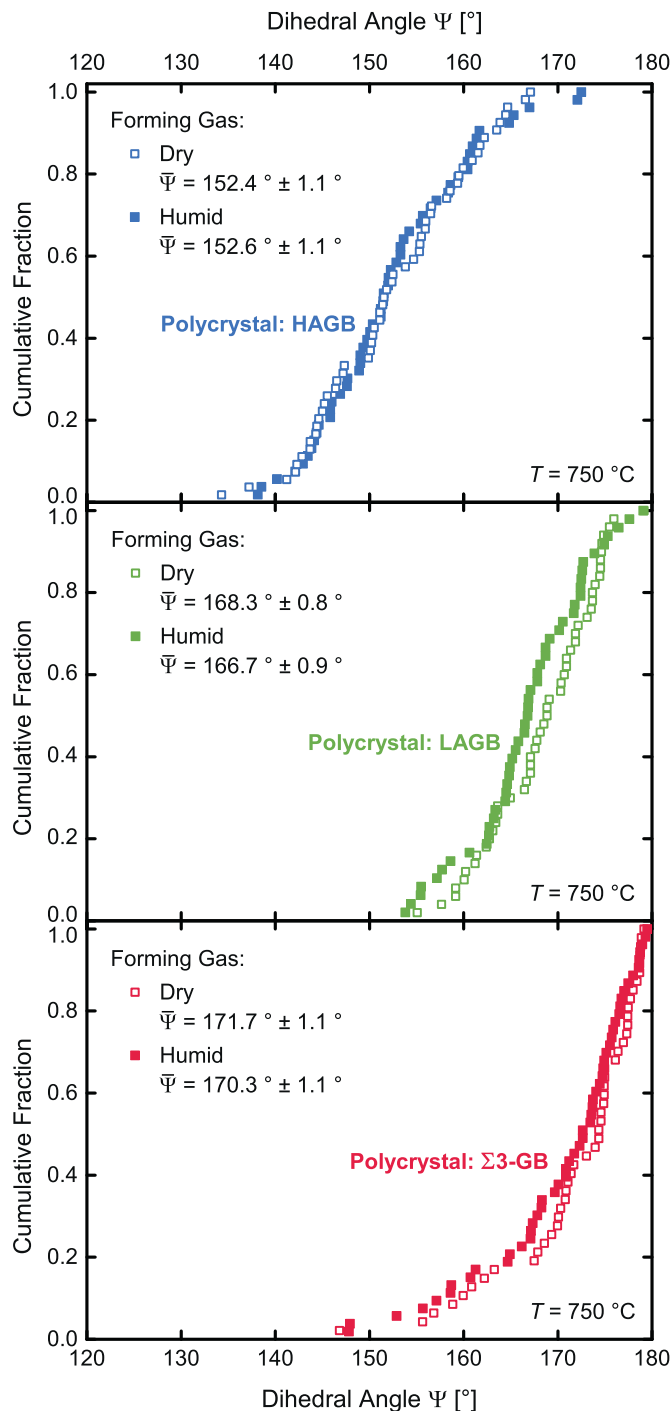 Dihedral Angle Ψ [°]
120 130 140 150 160 170 180
Cumulative Fraction
1.0
0.8
0.6
0.4
0.2
0.0
Forming Gas:
Dry
Ψ̅ = 152.4 ° ± 1.1 °
Humid
Ψ̅ = 152.6 ° ± 1.1 °
Polycrystal: HAGB
T = 750 °C
Cumulative Fraction
1.0
0.8
0.6
0.4
0.2
0.0
Forming Gas:
Dry
Ψ̅ = 168.3 ° ± 0.8 °
Humid
Ψ̅ = 166.7 ° ± 0.9 °
Polycrystal: LAGB
T = 750 °C
Cumulative Fraction
1.0
0.8
0.6
0.4
0.2
0.0
Forming Gas:
Dry
Ψ̅ = 171.7 ° ± 1.1 °
Humid
Ψ̅ = 170.3 ° ± 1.1 °
Polycrystal: Σ3-GB
T = 750 °C
120 130 140 150 160 170 180
Dihedral Angle Ψ [°]